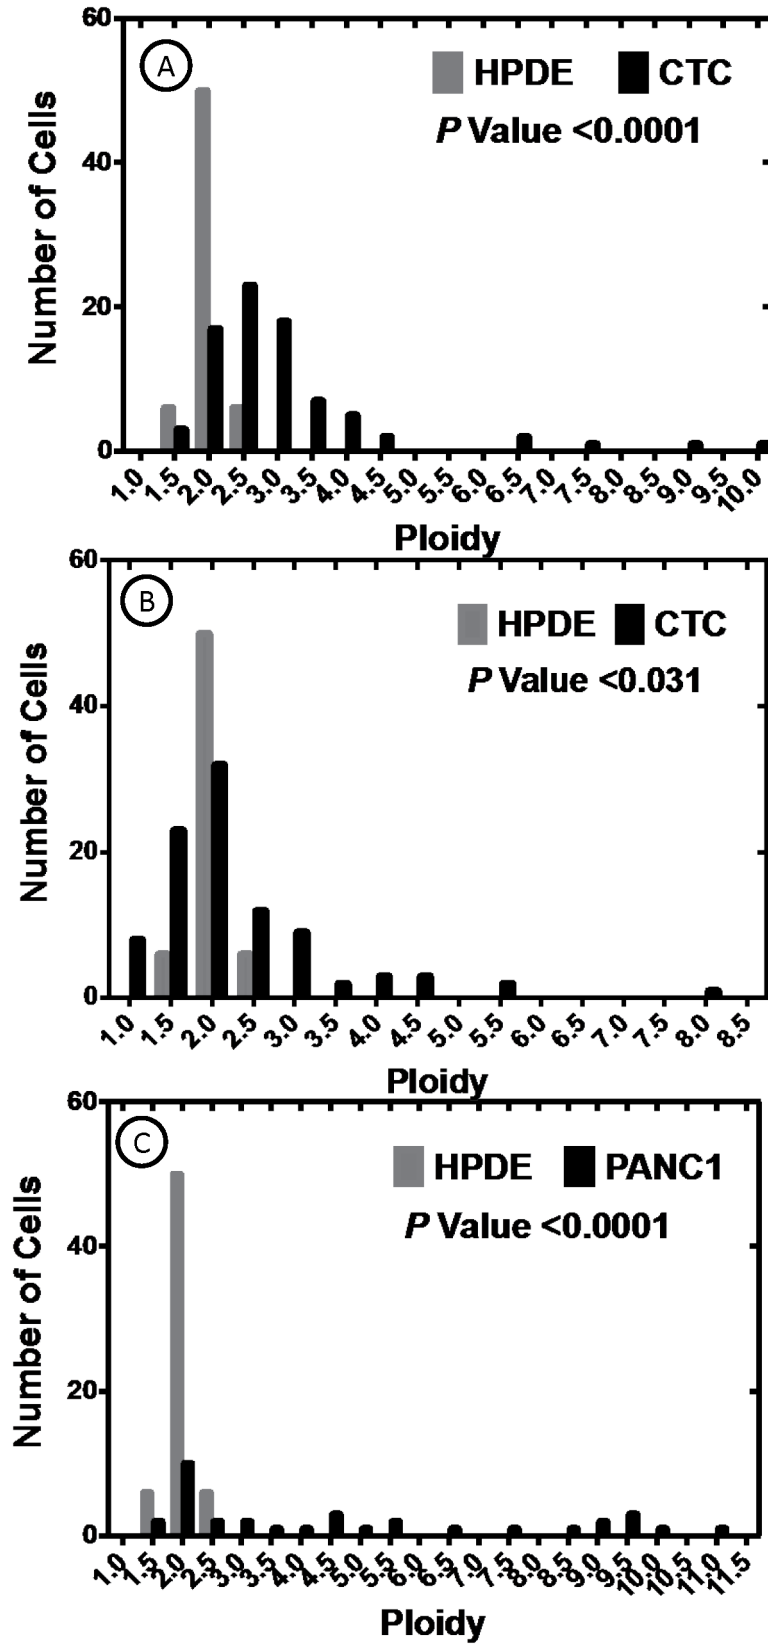 A
HPDE CTC
P Value <0.0001
Number of Cells
60
40
20
0
1.0 1.5 2.0 2.5 3.0 3.5 4.0 4.5 5.0 5.5 6.0 6.5 7.0 7.5 8.0 8.5 9.0 9.5 10.0
Ploidy
B
HPDE CTC
P Value <0.031
Number of Cells
60
40
20
0
1.0 1.5 2.0 2.5 3.0 3.5 4.0 4.5 5.0 5.5 6.0 6.5 7.0 7.5 8.0 8.5
Ploidy
C
HPDE PANC1
P Value <0.0001
Number of Cells
60
40
20
0
1.0 1.5 2.0 2.5 3.0 3.5 4.0 4.5 5.0 5.5 6.0 6.5 7.0 7.5 8.0 8.5 9.0 9.5 10.0 10.5 11.0 11.5
Ploidy